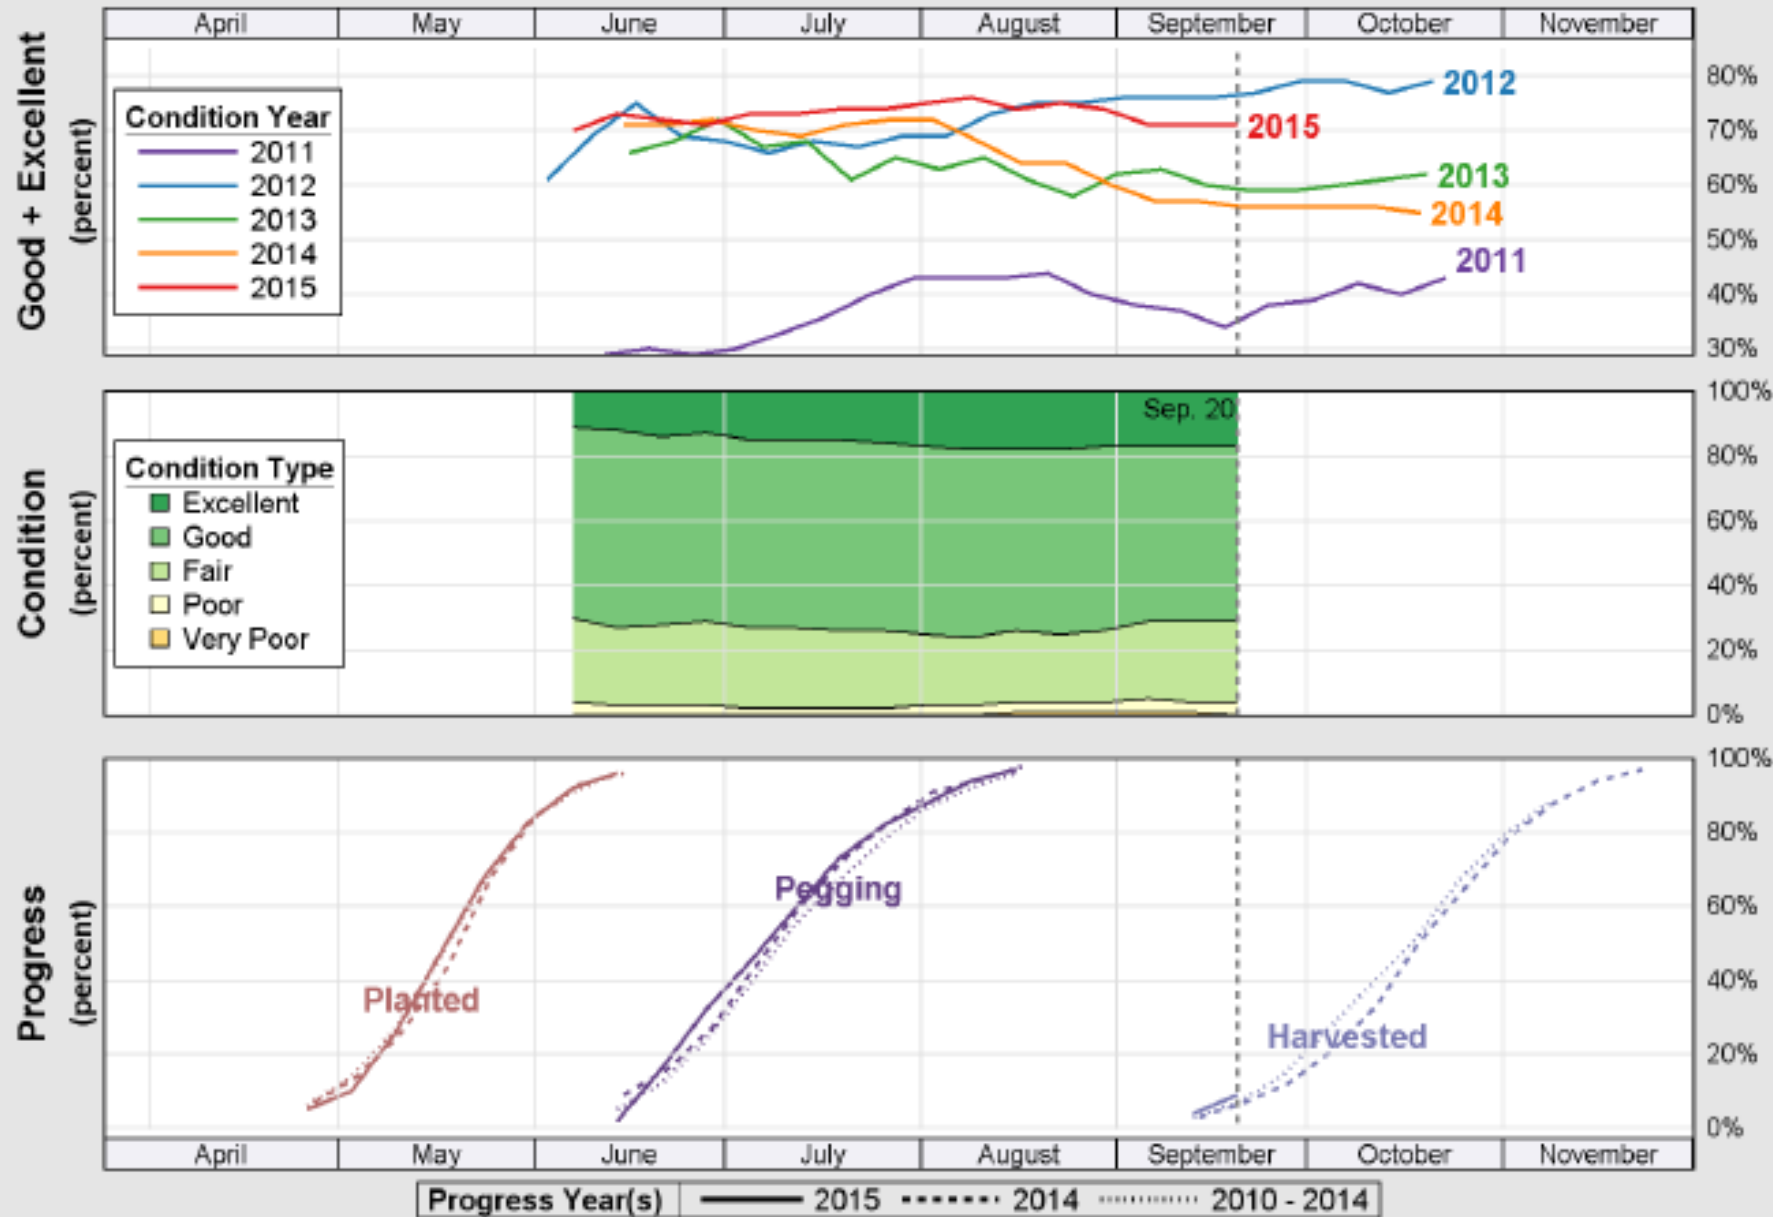 April May June July August September October November
Good + Excellent
(percent)
Condition Year
2011
2012
2013
2014
2015
2012
2015
2013
2014
2011
80%
70%
60%
50%
40%
30%
Condition
(percent)
Condition Type
Excellent
Good
Fair
Poor
Very Poor
Sep. 20
100%
80%
60%
40%
20%
0%
Progress
(percent)
Planted
Pegging
Harvested
100%
80%
60%
40%
20%
0%
April May June July August September October November
Progress Year(s) 2015 2014 2010 - 2014